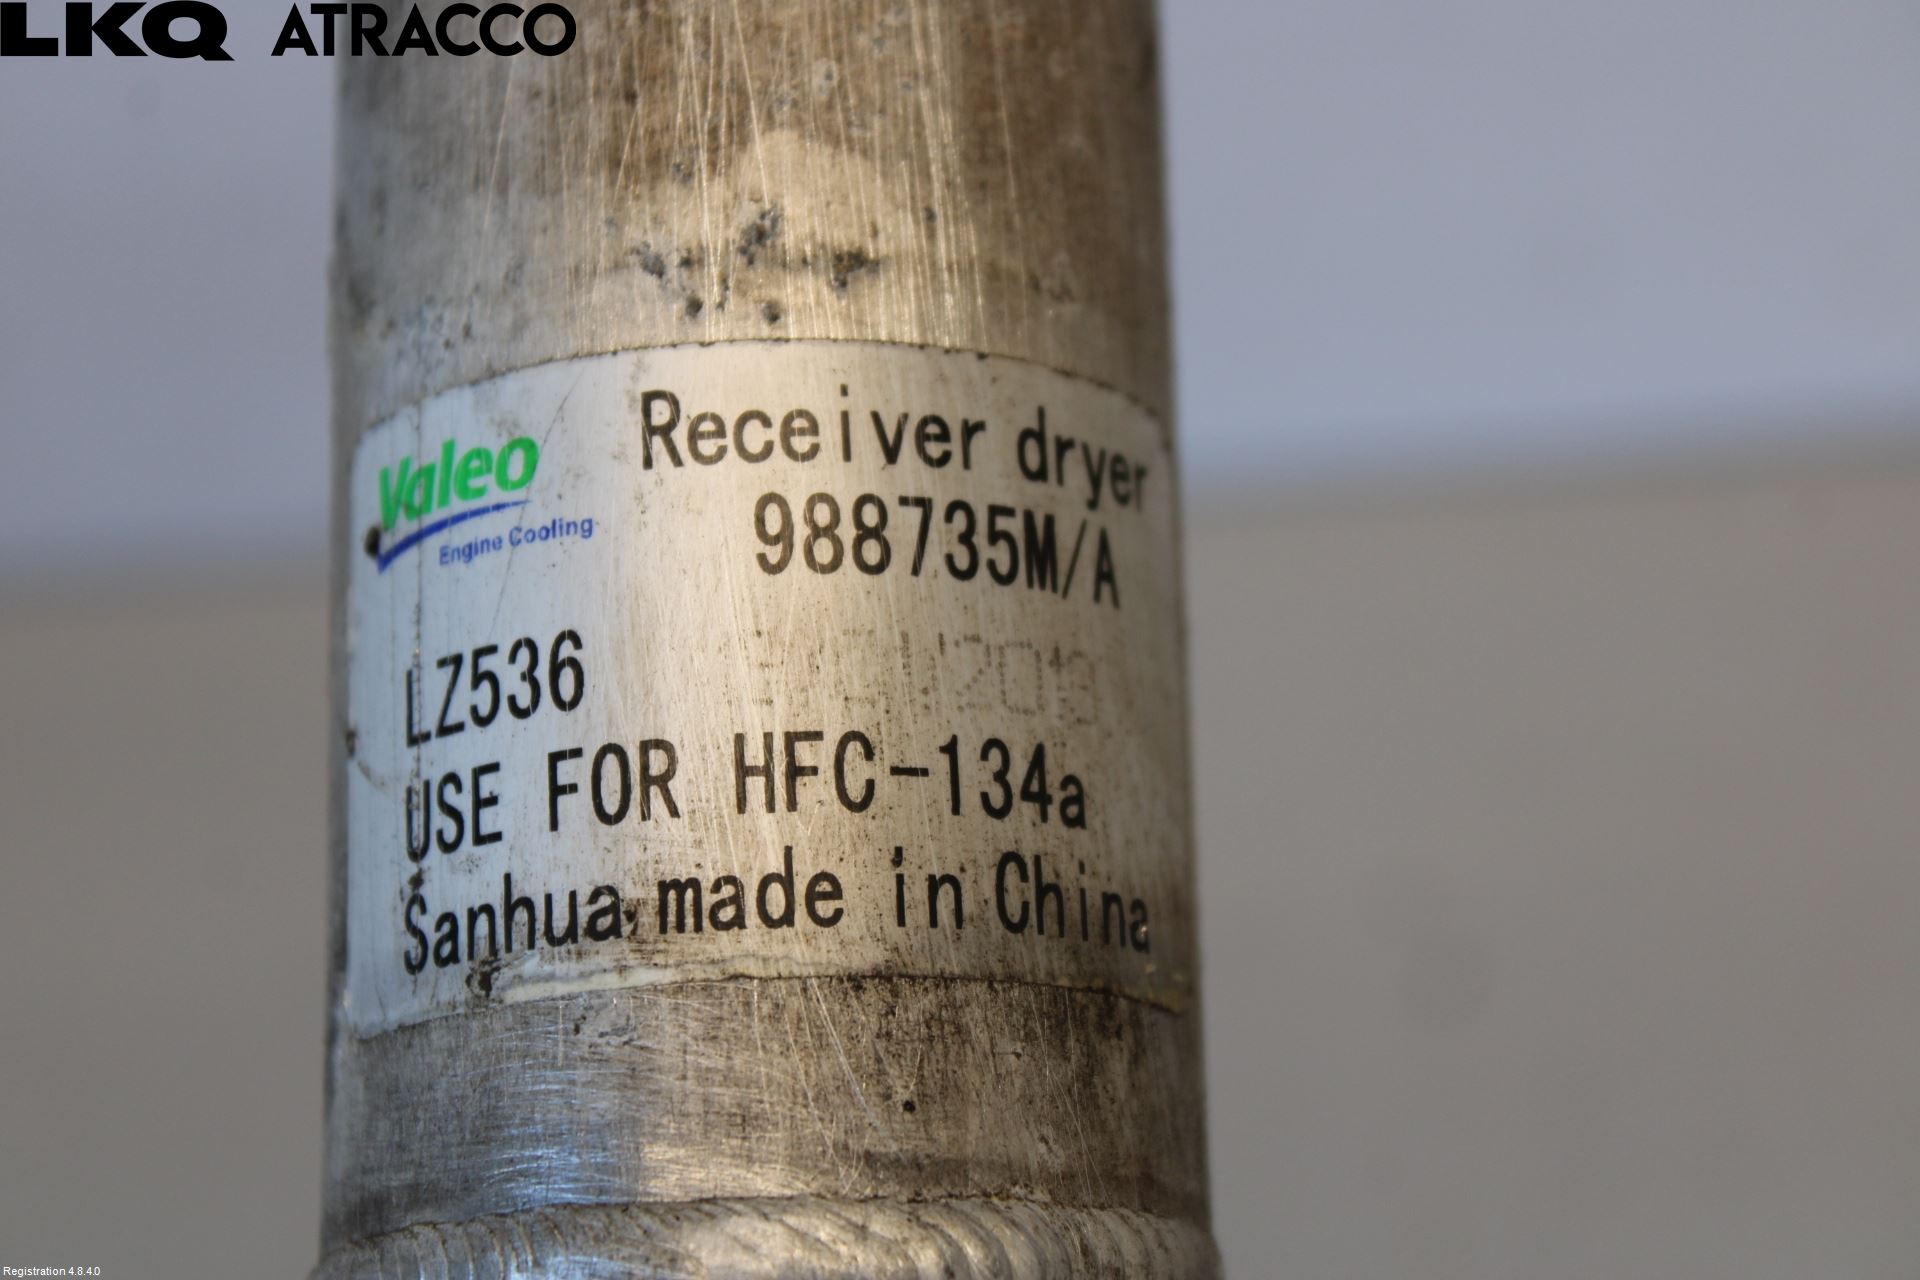 LKQ ATRACCO
Valeo
Engine Cooling
Receiver dryer
988735M/A
LZ536
USE FOR HFC-134a
Sanhua made in China
Registration 4.8.4.0